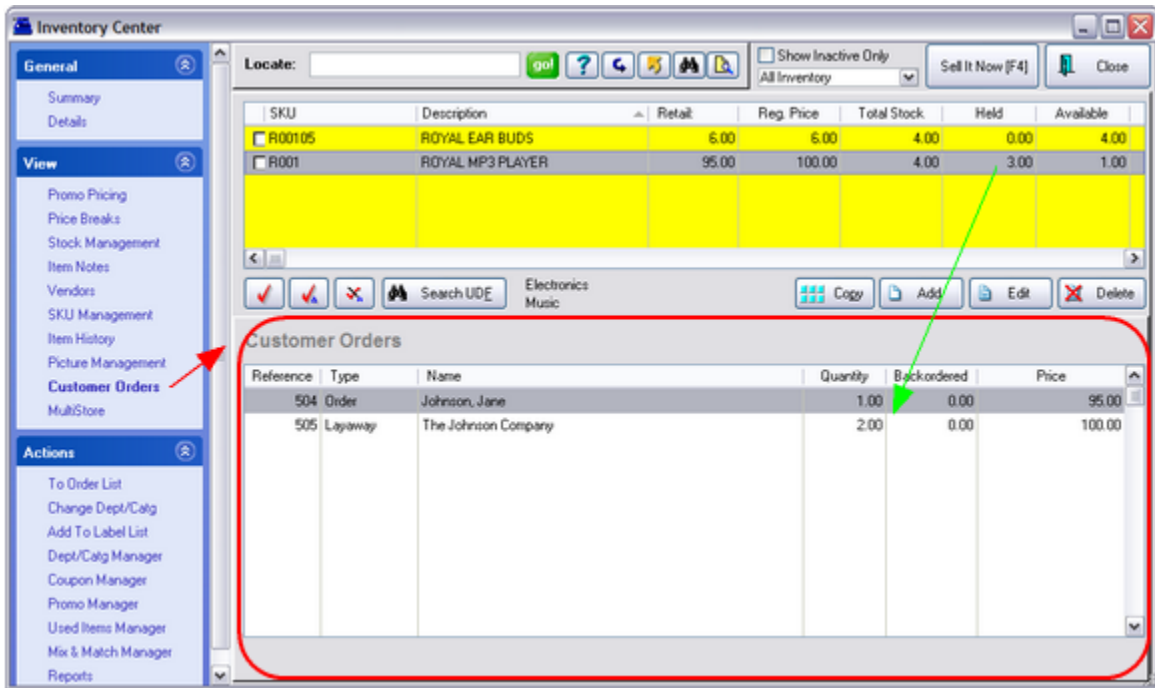 Inventory Center
General
Summary
Details
View
Promo Pricing
Price Breaks
Stock Management
Item Notes
Vendors
SKU Management
Item History
Picture Management
Customer Orders
MultiStore
Actions
To Order List
Change Dept/Catg
Add To Label List
Dept/Catg Manager
Coupon Manager
Promo Manager
Used Items Manager
Mix & Match Manager
Reports
Locate: go! ? Show Inactive Only
All Inventory
Sell It Now [F4] Close
SKU Description Retail Reg. Price Total Stock Held Available
R00105 ROYAL EAR BUDS 6.00 6.00 4.00 0.00 4.00
R001 ROYAL MP3 PLAYER 95.00 100.00 4.00 3.00 1.00
Search UDF Electronics
Music
Copy Add Edit Delete
Customer Orders
Reference Type Name Quantity Backordered Price
504 Order Johnson, Jane 1.00 0.00 95.00
505 Layaway The Johnson Company 2.00 0.00 100.00